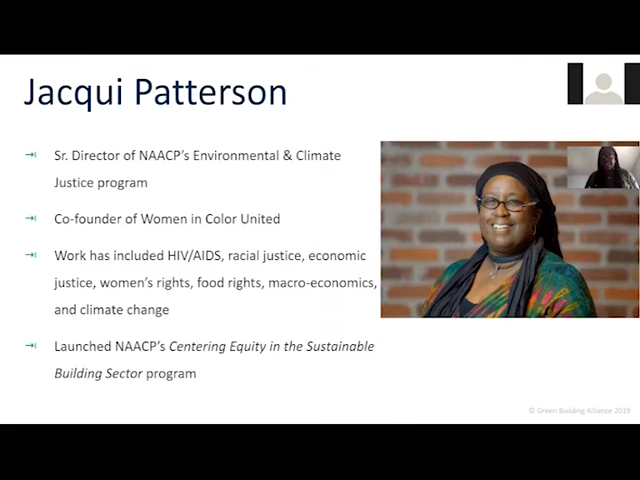 Jacqui Patterson
Sr. Director of NAACP's Environmental & Climate
Justice program
Co-founder of Women in Color United
Work has included HIV/AIDS, racial justice, economic
justice, women's rights, food rights, macro-economics,
and climate change
Launched NAACP's Centering Equity in the Sustainable
Building Sector program
© Green Building Alliance 2019